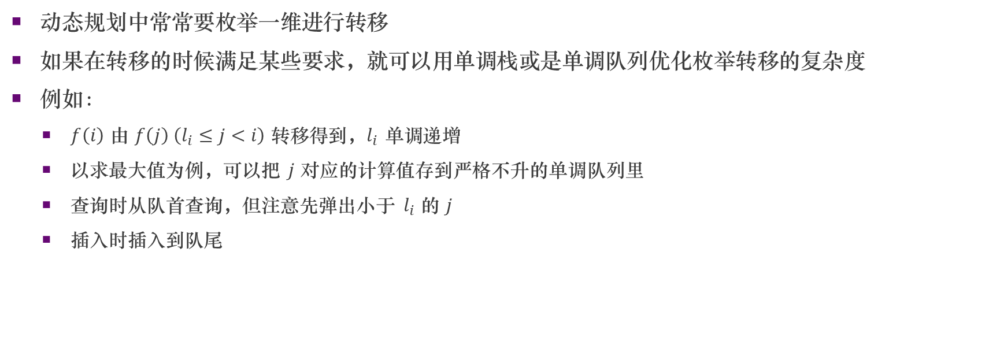 动态规划中常常要枚举一维进行转移
如果在转移的时候满足某些要求，就可以用单调栈或是单调队列优化枚举转移的复杂度
例如：
f(i) 由 f(j) (l_i ≤ j < i) 转移得到，l_i 单调递增
以求最大值为例，可以把 j 对应的计算值存到严格不升的单调队列里
查询时从队首查询，但注意先弹出小于 l_i 的 j
插入时插入到队尾